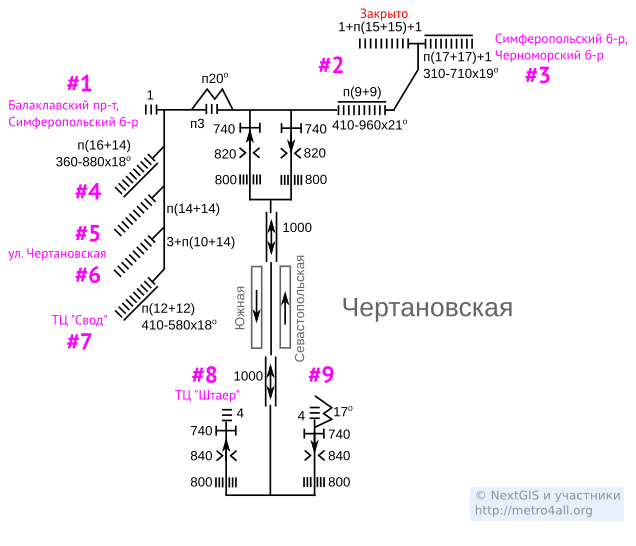 Закрыто
1+п(15+15)+1
Симферопольский б-р,
Черноморский б-р
#3
п(17+17)+1
310-710x19°
#2
#1
Балаклавский пр-т,
Симферопольский б-р
1
п20°
п3
п(9+9)
410-960x21°
740
740
820
820
800
800
п(16+14)
360-880x18°
#4
п(14+14)
#5
ул. Чертановская
3+п(10+14)
#6
п(12+12)
410-580x18°
ТЦ "Свод"
#7
1000
Южная
Севастопольская
Чертановская
1000
#8
ТЦ "Штаер"
#9
4
4
17°
740
740
840
840
800
800
© NextGIS и участники
http://metro4all.org